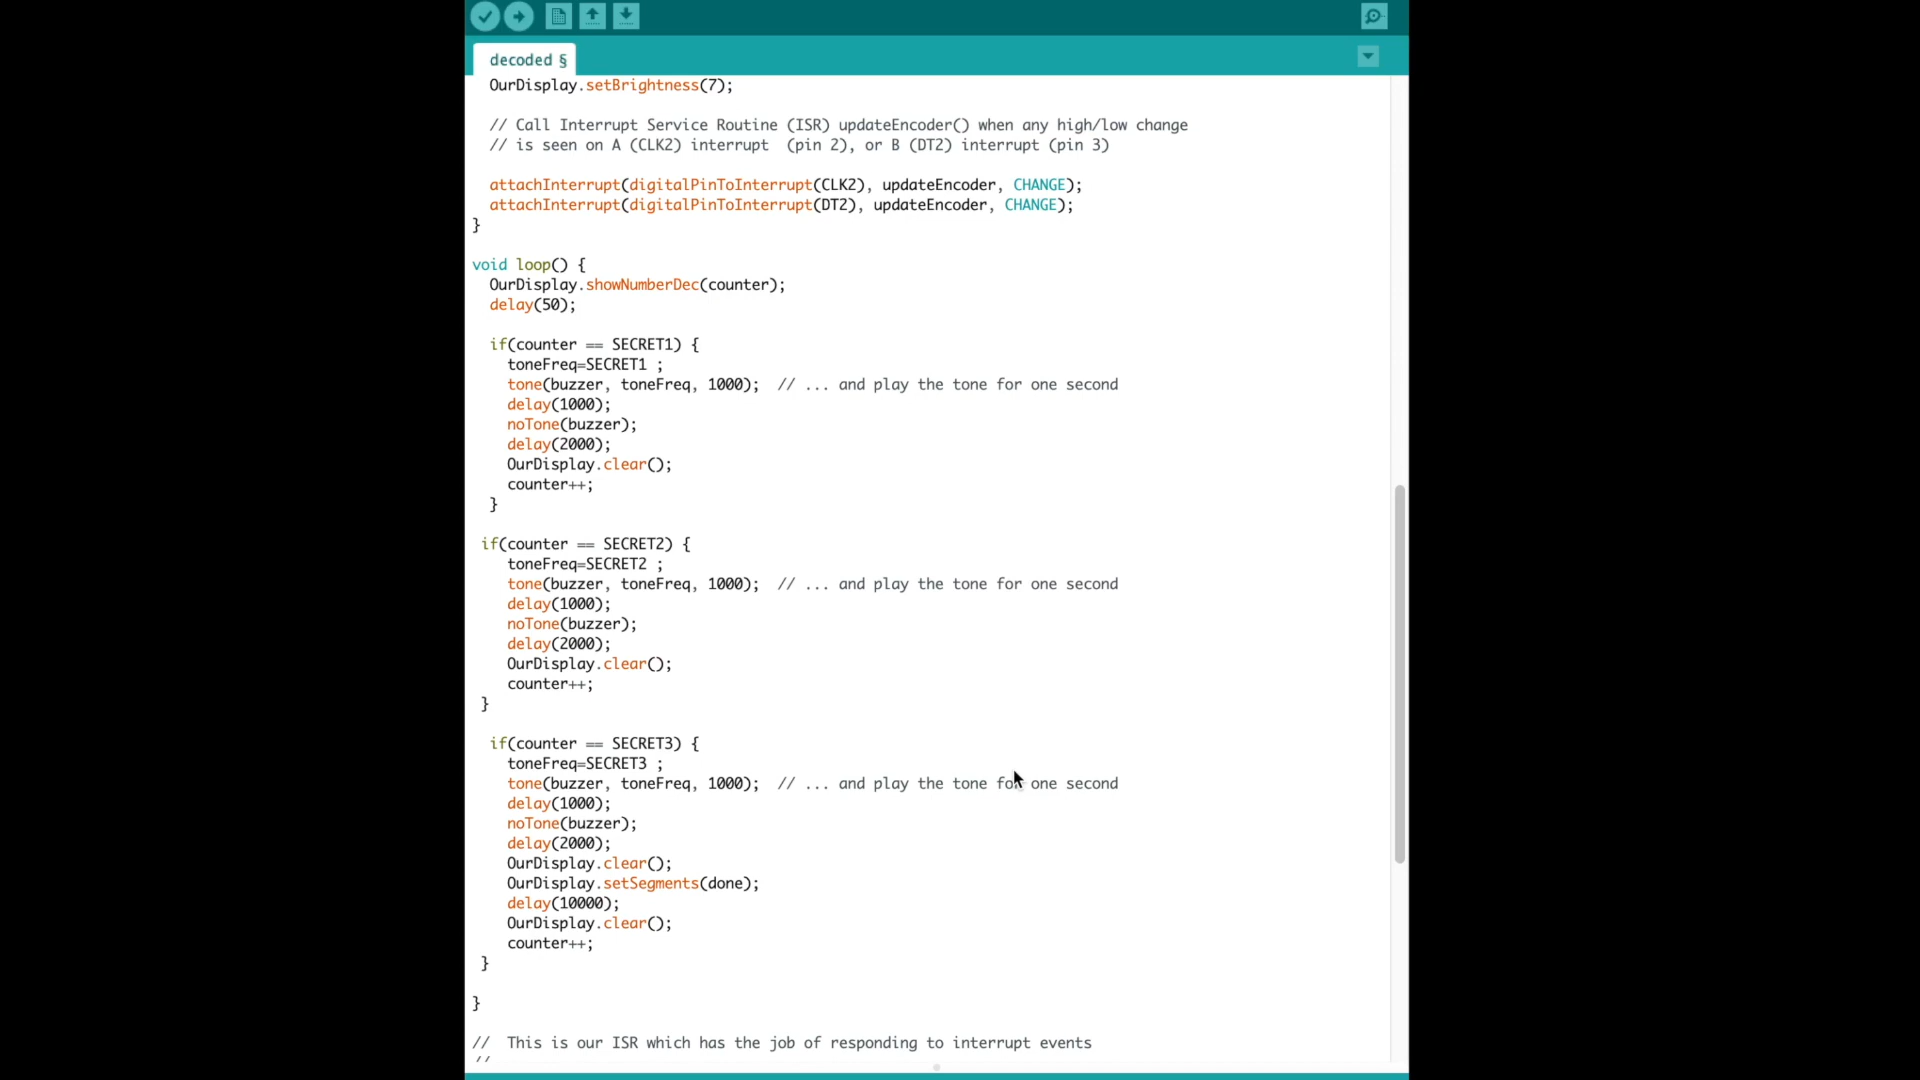 decoded §
OurDisplay.setBrightness(7);
// Call Interrupt Service Routine (ISR) updateEncoder() when any high/low change
// is seen on A (CLK2) interrupt  (pin 2), or B (DT2) interrupt (pin 3)
attachInterrupt(digitalPinToInterrupt(CLK2), updateEncoder, CHANGE);
attachInterrupt(digitalPinToInterrupt(DT2), updateEncoder, CHANGE);
}
void loop() {
OurDisplay.showNumberDec(counter);
delay(50);
if(counter == SECRET1) {
toneFreq=SECRET1 ;
tone(buzzer, toneFreq, 1000);  // ... and play the tone for one second
delay(1000);
noTone(buzzer);
delay(2000);
OurDisplay.clear();
counter++;
}
if(counter == SECRET2) {
toneFreq=SECRET2 ;
tone(buzzer, toneFreq, 1000);  // ... and play the tone for one second
delay(1000);
noTone(buzzer);
delay(2000);
OurDisplay.clear();
counter++;
}
if(counter == SECRET3) {
toneFreq=SECRET3 ;
tone(buzzer, toneFreq, 1000);  // ... and play the tone for one second
delay(1000);
noTone(buzzer);
delay(2000);
OurDisplay.clear();
OurDisplay.setSegments(done);
delay(10000);
OurDisplay.clear();
counter++;
}
}
//  This is our ISR which has the job of responding to interrupt events
//